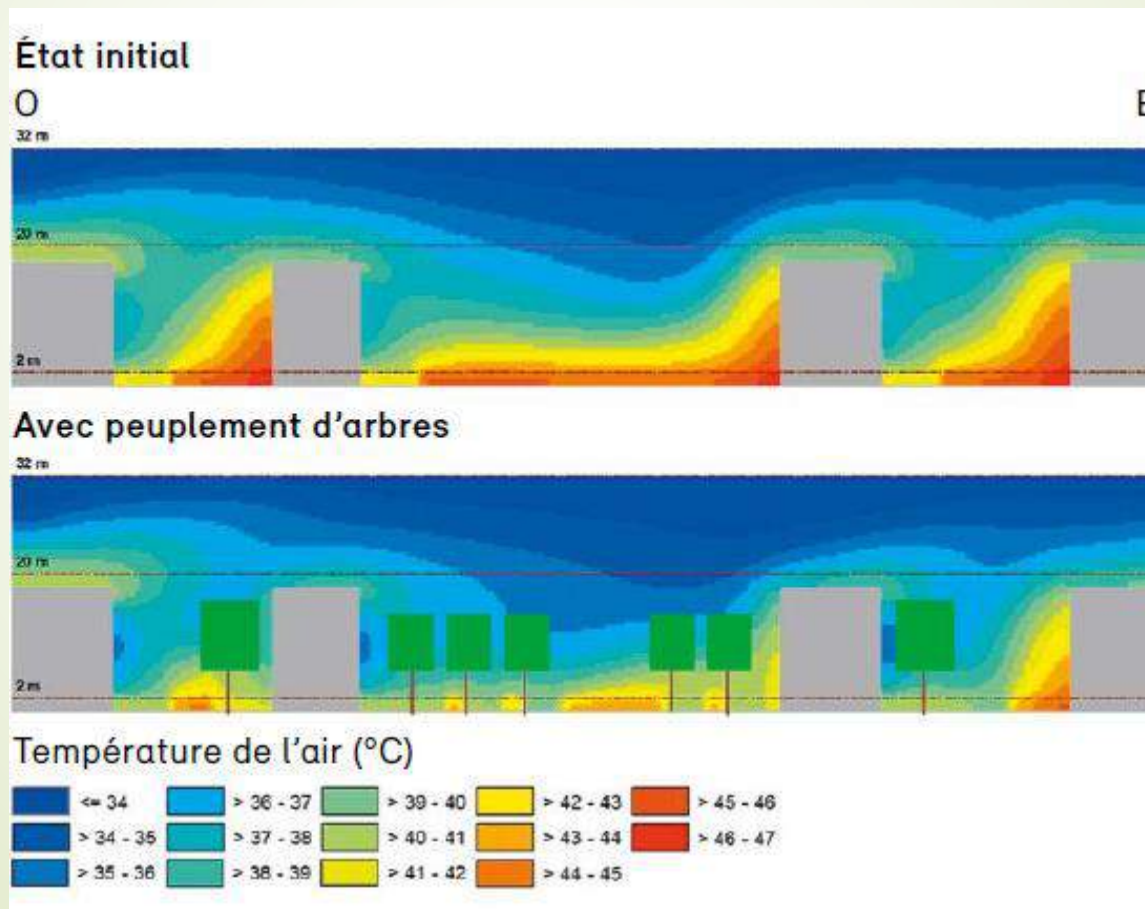 État initial
O E
32 m
20 m
2 m
Avec peuplement d'arbres
32 m
20 m
2 m
Température de l'air (°C)
<= 34 > 36 - 37 > 39 - 40 > 42 - 43 > 45 - 46
> 34 - 35 > 37 - 38 > 40 - 41 > 43 - 44 > 46 - 47
> 35 - 36 > 38 - 39 > 41 - 42 > 44 - 45